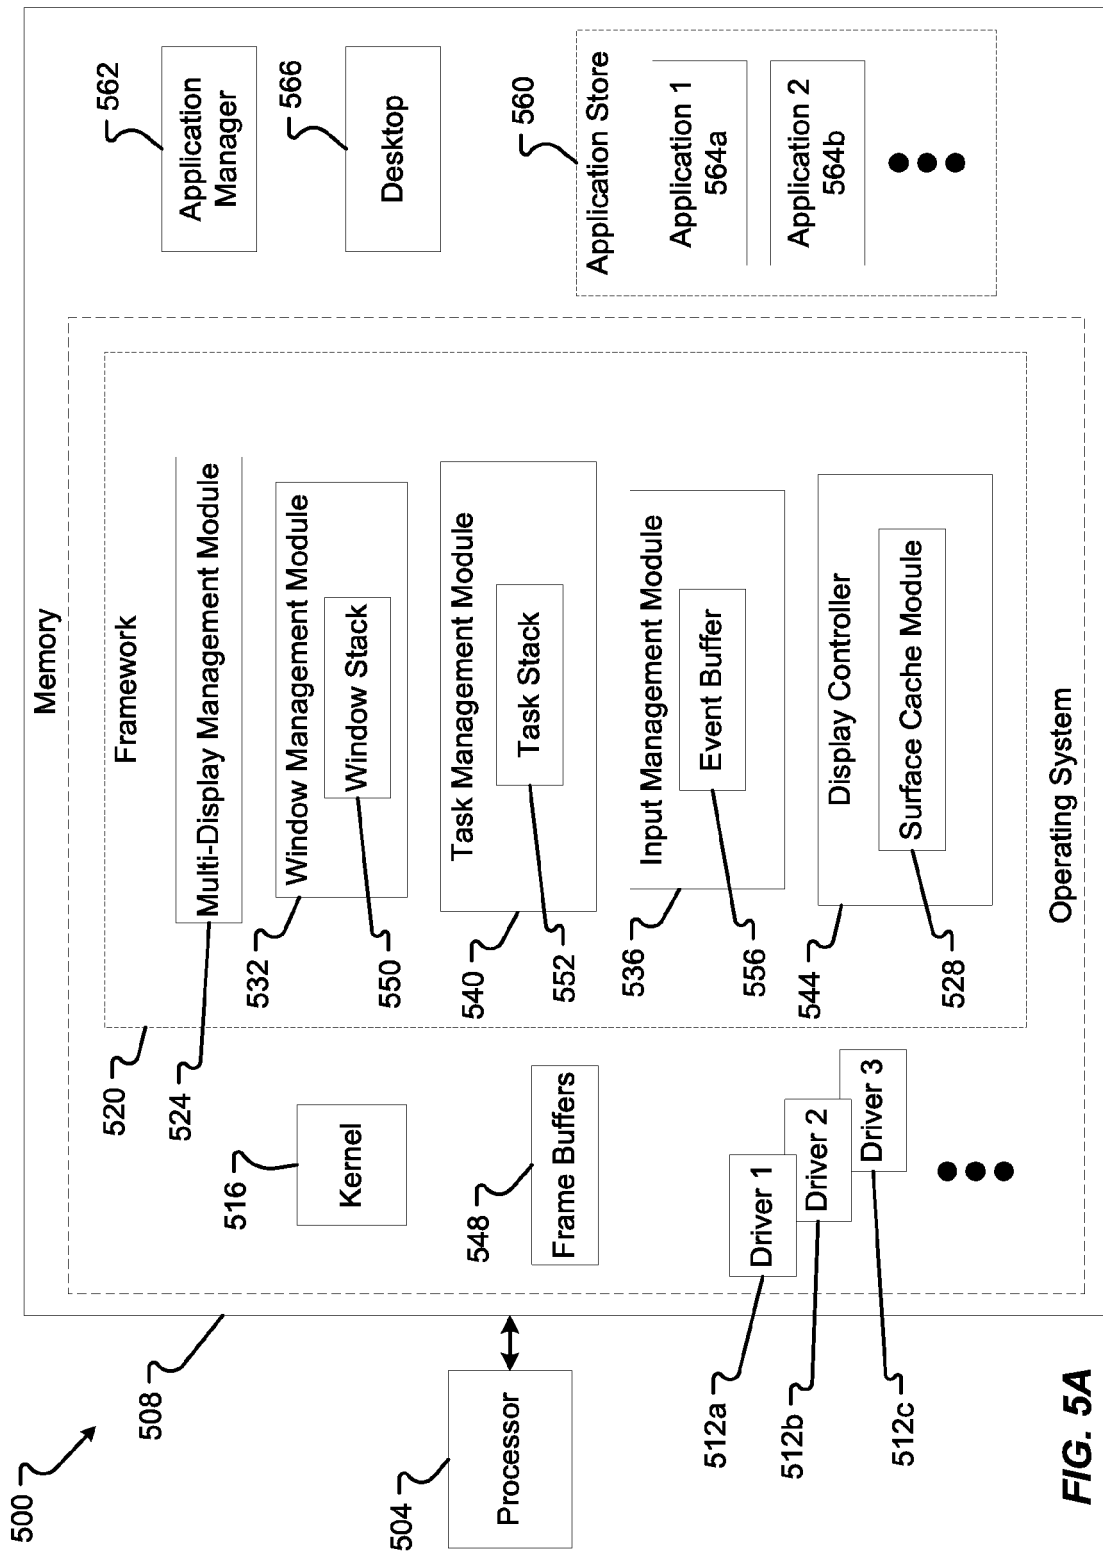 500
508
Memory
504
Processor
520
524
Framework
Multi-Display Management Module
532
Window Management Module
550
Window Stack
540
Task Management Module
552
Task Stack
536
Input Management Module
556
Event Buffer
544
Display Controller
528
Surface Cache Module
Operating System
516
Kernel
548
Frame Buffers
Driver 1
Driver 2
Driver 3
512a
512b
512c
562
Application
Manager
566
Desktop
560
Application Store
Application 1
564a
Application 2
564b
FIG. 5A